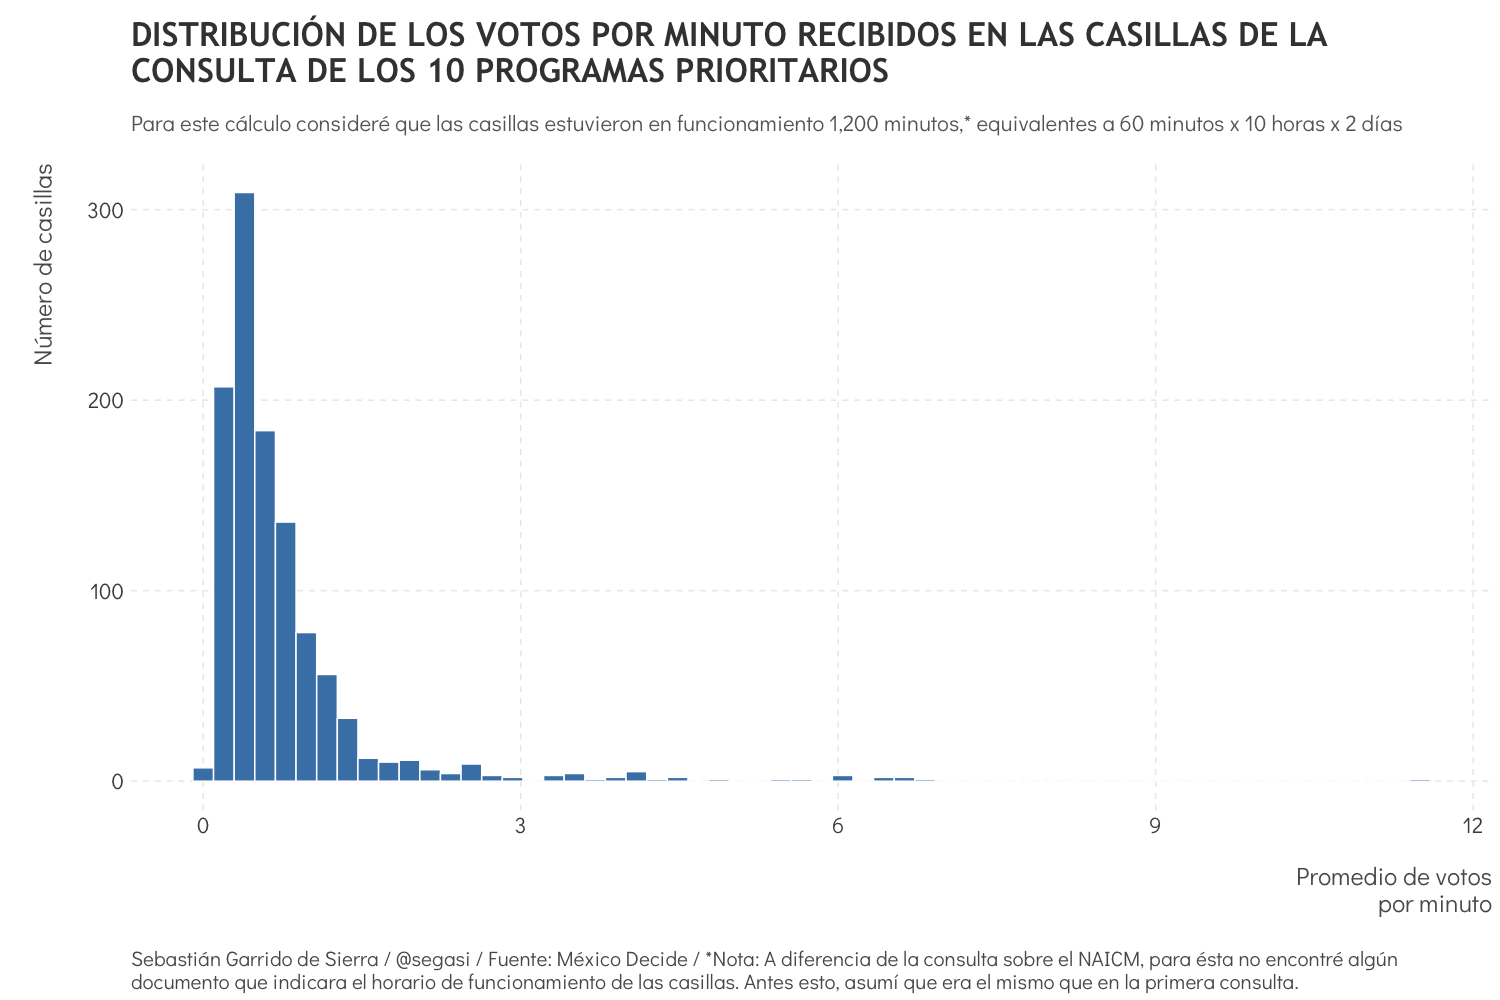 DISTRIBUCIÓN DE LOS VOTOS POR MINUTO RECIBIDOS EN LAS CASILLAS DE LA
CONSULTA DE LOS 10 PROGRAMAS PRIORITARIOS
Para este cálculo consideré que las casillas estuvieron en funcionamiento 1,200 minutos,* equivalentes a 60 minutos x 10 horas x 2 días
Número de casillas
300
200
100
0
0 3 6 9 12
Promedio de votos
por minuto
Sebastián Garrido de Sierra / @segasi / Fuente: México Decide / *Nota: A diferencia de la consulta sobre el NAICM, para ésta no encontré algún
documento que indicara el horario de funcionamiento de las casillas. Antes esto, asumí que era el mismo que en la primera consulta.